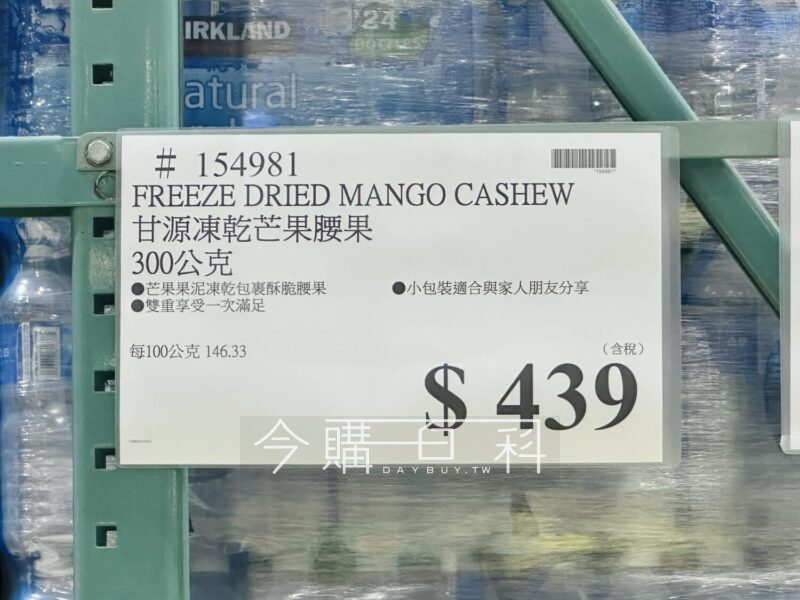 KIRKLAND
24
BOTTLES
atural
# 154981
*154981*
FREEZE DRIED MANGO CASHEW
甘源凍乾芒果腰果
300公克
●芒果果泥凍乾包裹酥脆腰果
●小包裝適合與家人朋友分享
●雙重享受一次滿足
每100公克 146.33
(含稅)
$ 439
今購百科
DAYBUY.TW